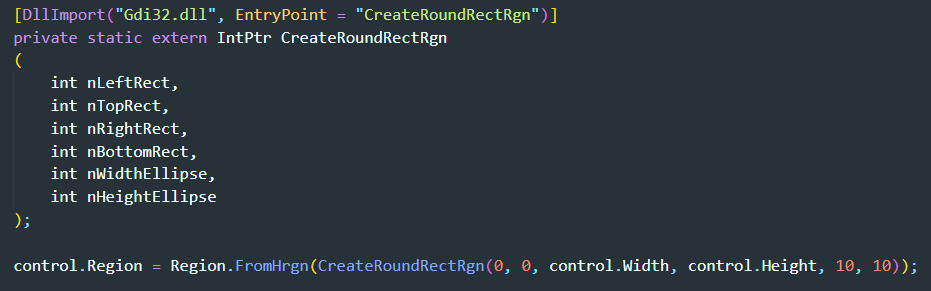 [DllImport("Gdi32.dll", EntryPoint = "CreateRoundRectRgn")]
private static extern IntPtr CreateRoundRectRgn
(
    int nLeftRect,
    int nTopRect,
    int nRightRect,
    int nBottomRect,
    int nWidthEllipse,
    int nHeightEllipse
);

control.Region = Region.FromHrgn(CreateRoundRectRgn(0, 0, control.Width, control.Height, 10, 10));